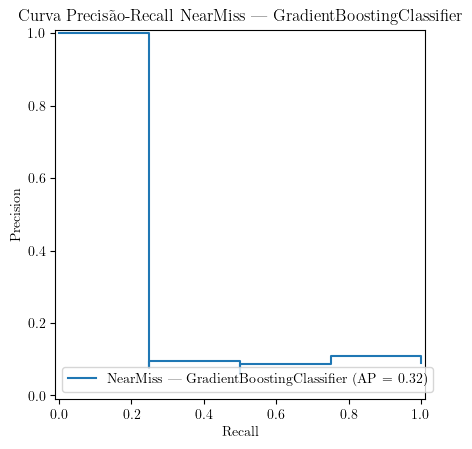 Curva Precisão-Recall NearMiss — GradientBoostingClassifier
1.0
0.8
0.6
0.4
0.2
0.0
Precision
NearMiss — GradientBoostingClassifier (AP = 0.32)
0.0 0.2 0.4 0.6 0.8 1.0
Recall